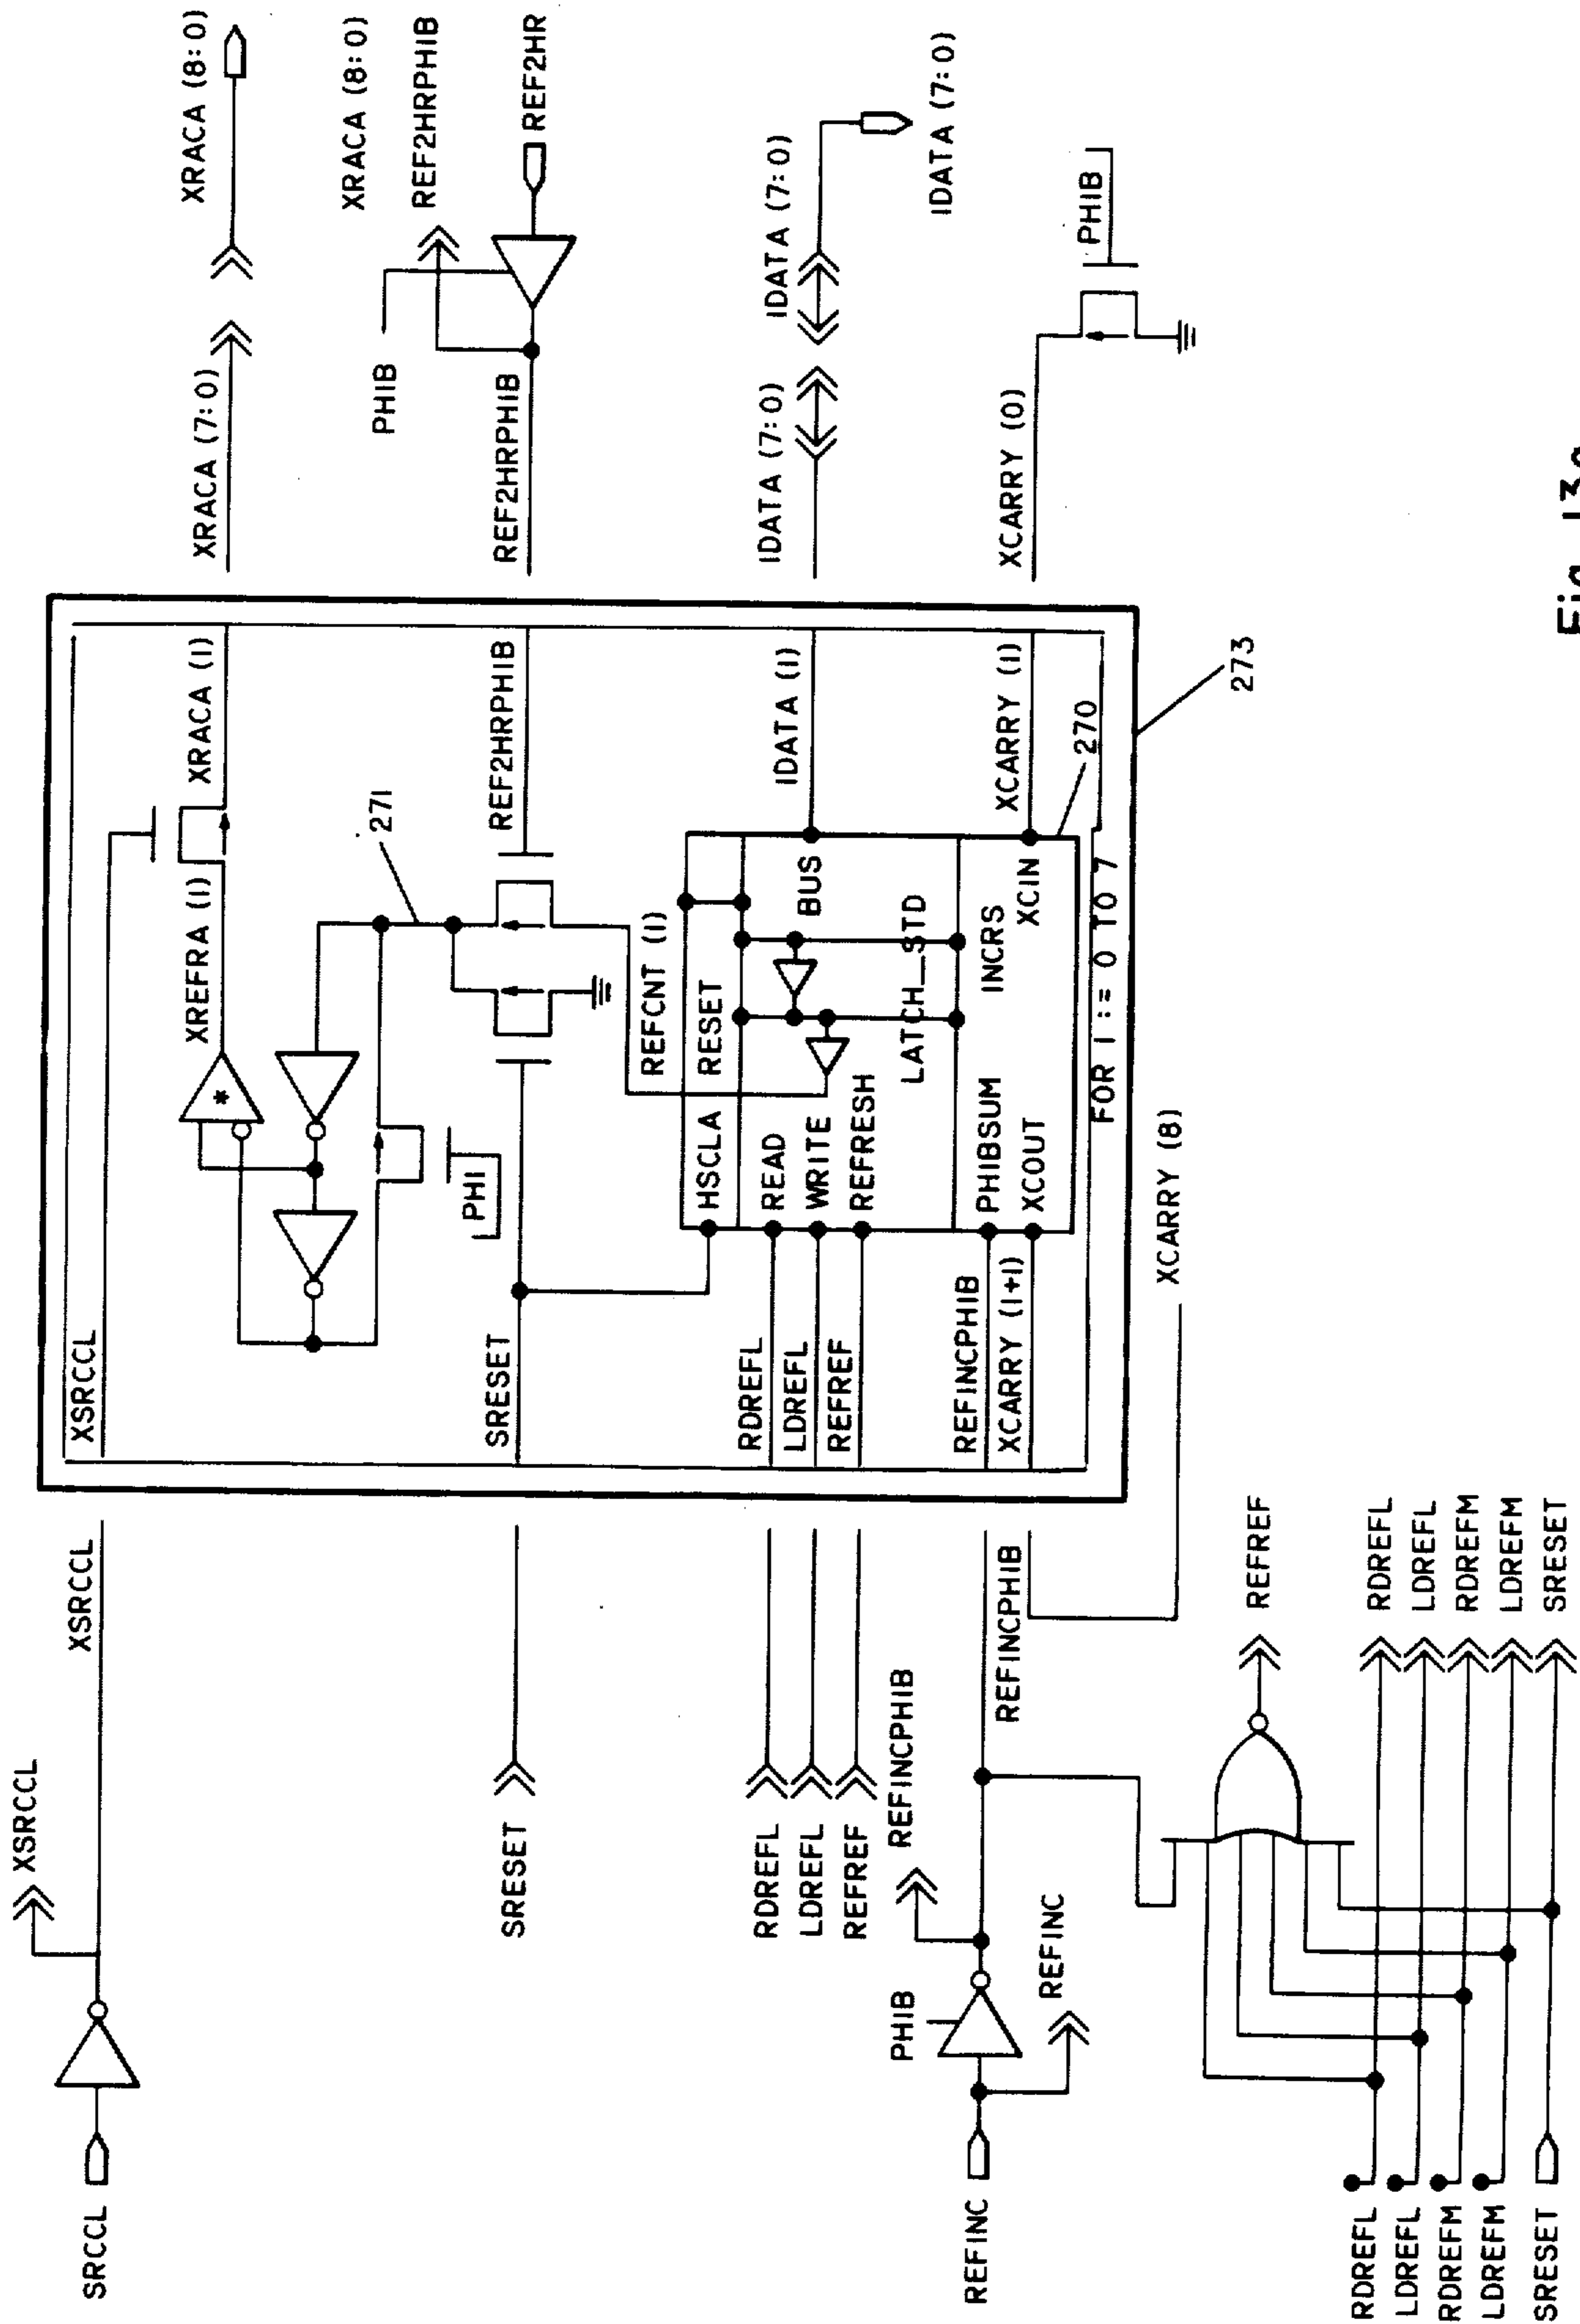 SRCCL
XSRCCL
XSRCCL
XSRCCL
XREFRA (I)
XRACA (I)
XRACA (7:0)
XRACA (8:0)
XRACA (8:0)
*
271
PHI
SRESET
SRESET
REF2HRPHIB
REF2HRPHIB
REF2HRPHIB
PHIB
REF2HR
REFCNT (I)
HSCLA
RESET
RDREFL
LDREFL
REFREF
RDREFL
LDREFL
REFREF
READ
WRITE
REFRESH
BUS
LATCH_STD
IDATA (I)
IDATA (7:0)
IDATA (7:0)
IDATA (7:0)
REFINC
PHIB
REFINCPHIB
REFINC
REFINCPHIB
REFINCPHIB
XCARRY (I+I)
PHIBSUM
XCOUT
INCRS
XCIN
XCARRY (I)
XCARRY (0)
PHIB
270
FOR I := 0 TO 7
XCARRY (8)
273
RDREFL
LDREFL
RDREFM
LDREFM
SRESET
REFREF
RDREFL
LDREFL
RDREFM
LDREFM
SRESET